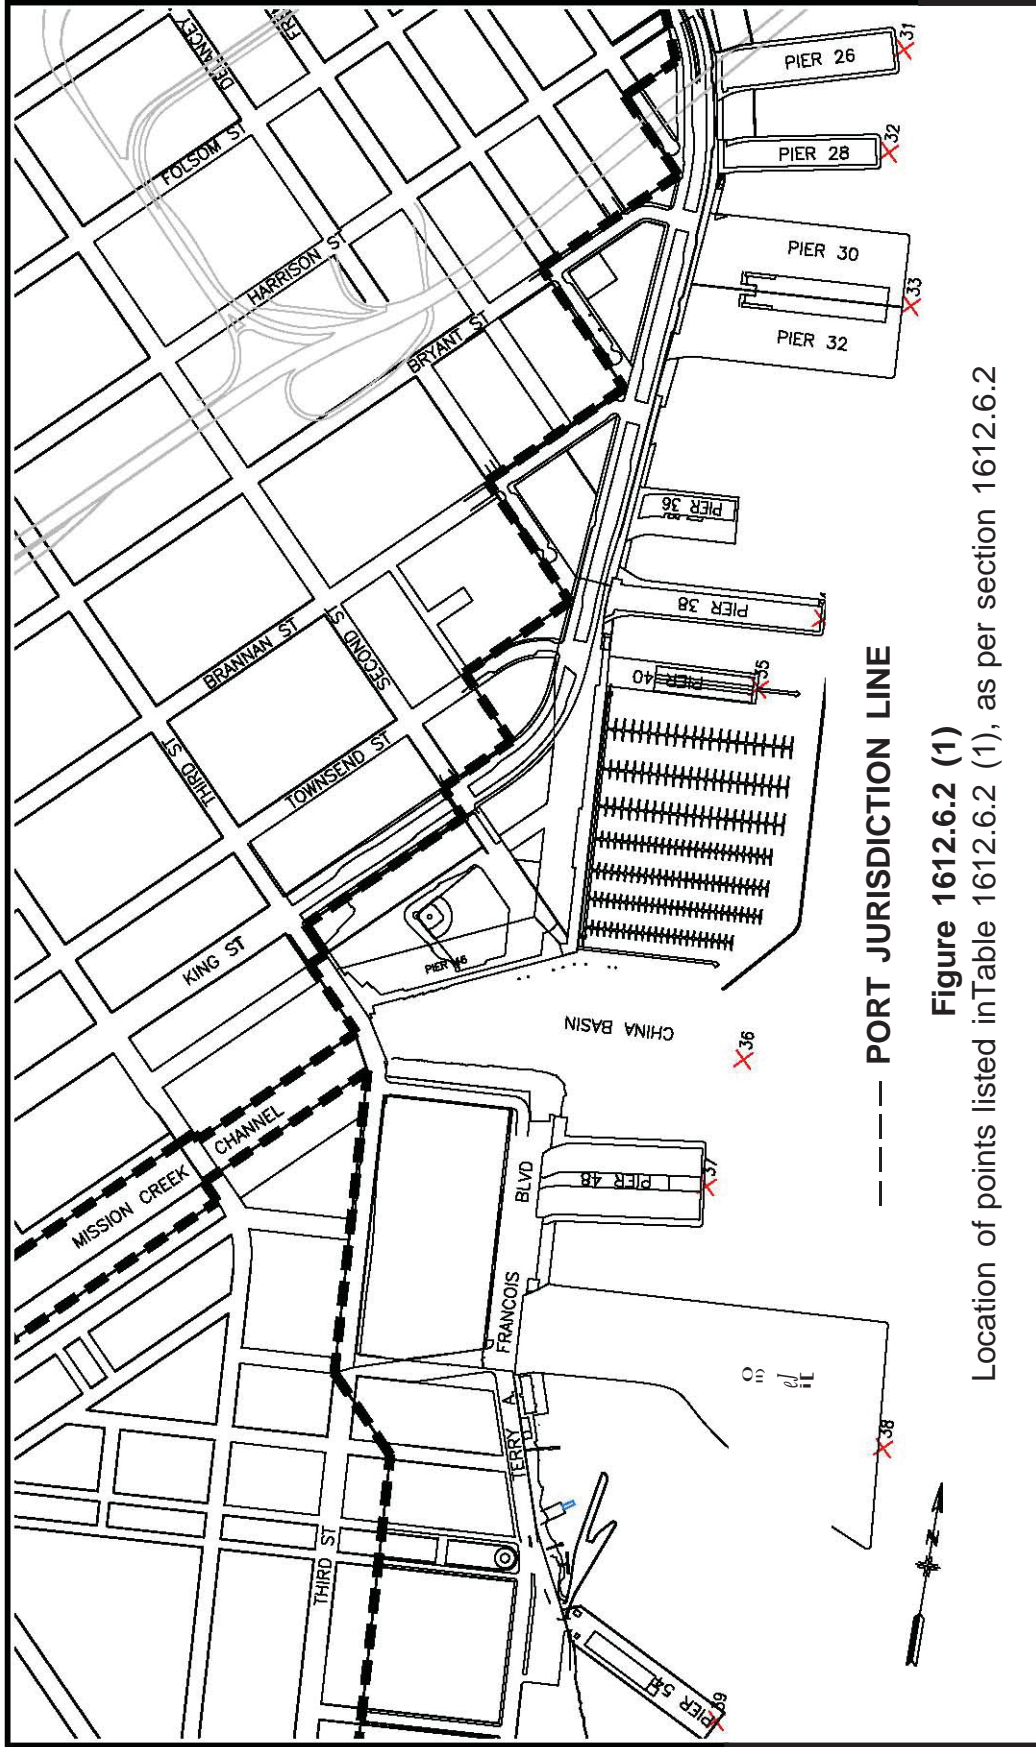 DELANCEY
FOLSOM ST
HARRISON ST
BRYANT ST
BRANNAN ST
SECOND ST
THIRD ST
TOWNSEND ST
KING ST
MISSION CREEK CHANNEL
PIER 26
31
PIER 28
32
PIER 30
33
PIER 32
PIER 36
PIER 38
PIER 40
35
PIER 46
CHINA BASIN
36
PIER 48
37
TERRY A. FRANCOIS BLVD
38
THIRD ST
PIER 54
39
N
PORT JURISDICTION LINE
Figure 1612.6.2 (1)
Location of points listed inTable 1612.6.2 (1), as per section 1612.6.2